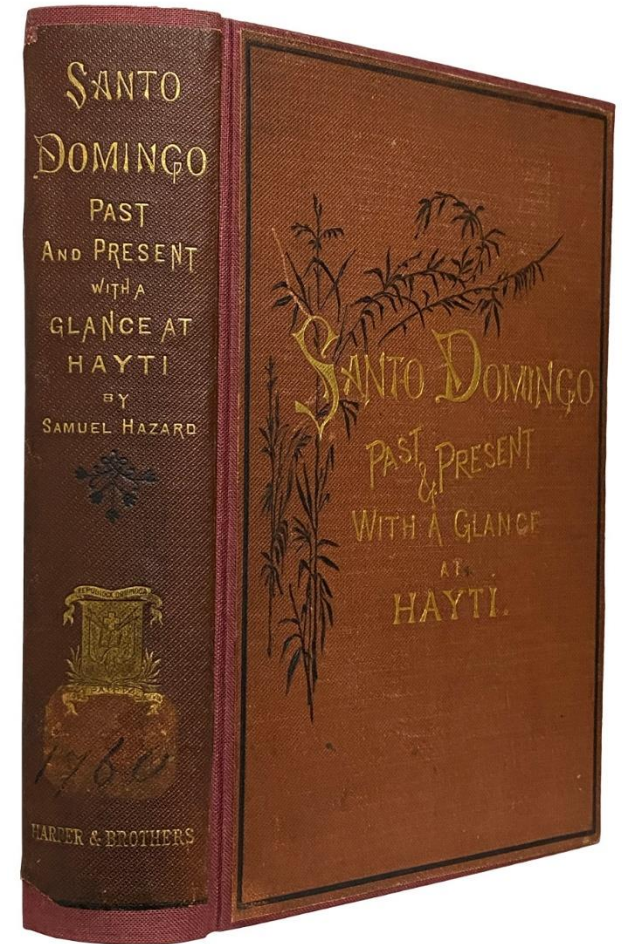 SANTO
DOMINGO
PAST
AND PRESENT
WITH A
GLANCE AT
HAYTI
BY
SAMUEL HAZARD
1760
HARPER & BROTHERS
SANTO DOMINGO
PAST
& PRESENT
WITH A GLANCE
AT
HAYTI.